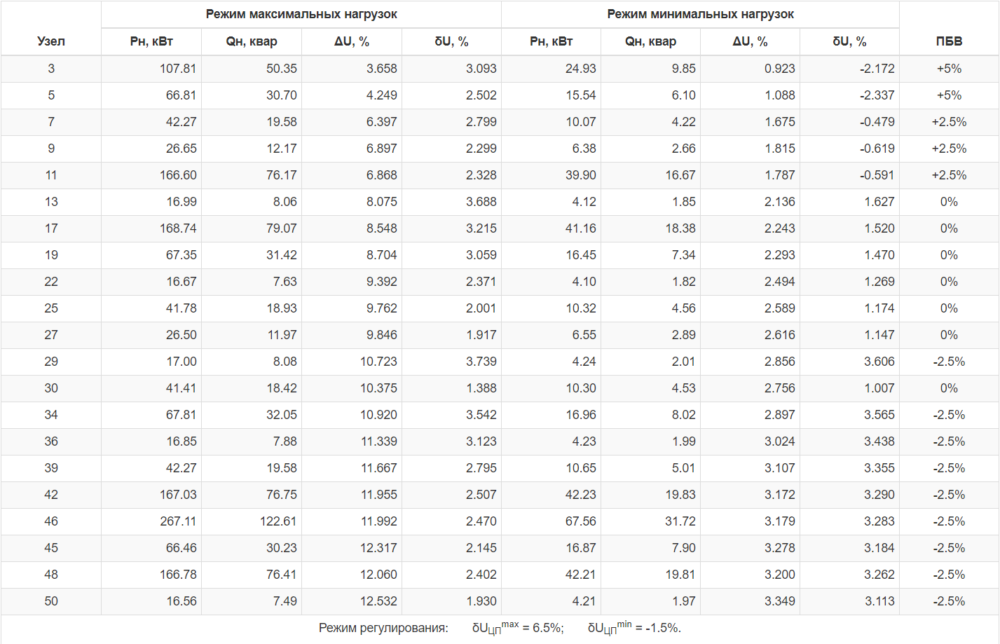 Режим максимальных нагрузок Режим минимальных нагрузок
Узел Рн, кВт Qн, квар ΔU, % δU, % Рн, кВт Qн, квар ΔU, % δU, % ПБВ
3 107.81 50.35 3.658 3.093 24.93 9.85 0.923 -2.172 +5%
5 66.81 30.70 4.249 2.502 15.54 6.10 1.088 -2.337 +5%
7 42.27 19.58 6.397 2.799 10.07 4.22 1.675 -0.479 +2.5%
9 26.65 12.17 6.897 2.299 6.38 2.66 1.815 -0.619 +2.5%
11 166.60 76.17 6.868 2.328 39.90 16.67 1.787 -0.591 +2.5%
13 16.99 8.06 8.075 3.688 4.12 1.85 2.136 1.627 0%
17 168.74 79.07 8.548 3.215 41.16 18.38 2.243 1.520 0%
19 67.35 31.42 8.704 3.059 16.45 7.34 2.293 1.470 0%
22 16.67 7.63 9.392 2.371 4.10 1.82 2.494 1.269 0%
25 41.78 18.93 9.762 2.001 10.32 4.56 2.589 1.174 0%
27 26.50 11.97 9.846 1.917 6.55 2.89 2.616 1.147 0%
29 17.00 8.08 10.723 3.739 4.24 2.01 2.856 3.606 -2.5%
30 41.41 18.42 10.375 1.388 10.30 4.53 2.756 1.007 0%
34 67.81 32.05 10.920 3.542 16.96 8.02 2.897 3.565 -2.5%
36 16.85 7.88 11.339 3.123 4.23 1.99 3.024 3.438 -2.5%
39 42.27 19.58 11.667 2.795 10.65 5.01 3.107 3.355 -2.5%
42 167.03 76.75 11.955 2.507 42.23 19.83 3.172 3.290 -2.5%
46 267.11 122.61 11.992 2.470 67.56 31.72 3.179 3.283 -2.5%
45 66.46 30.23 12.317 2.145 16.87 7.90 3.278 3.184 -2.5%
48 166.78 76.41 12.060 2.402 42.21 19.81 3.200 3.262 -2.5%
50 16.56 7.49 12.532 1.930 4.21 1.97 3.349 3.113 -2.5%
Режим регулирования: δUЦПmax = 6.5%; δUЦПmin = -1.5%.